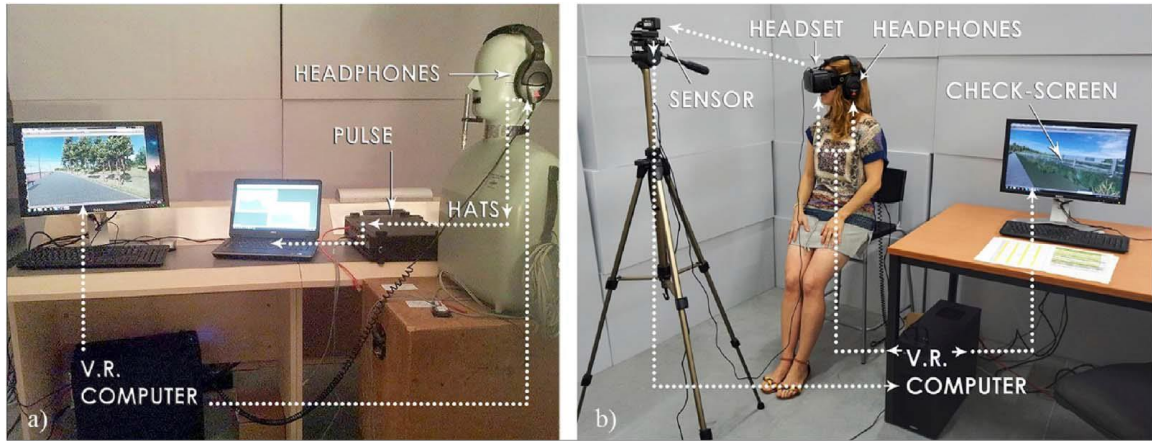 HEADPHONES
PULSE
HATS
V.R.
COMPUTER
a)
HEADSET
HEADPHONES
SENSOR
CHECK-SCREEN
V.R.
COMPUTER
b)